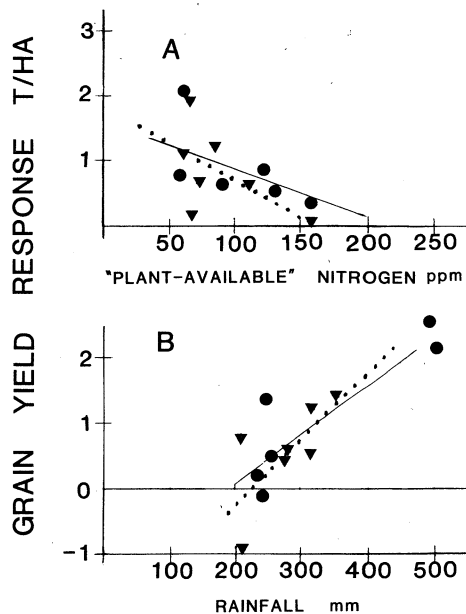 GRAIN YIELD RESPONSE T/HA
A
3
2
1
50 100 150 200 250
"PLANT-AVAILABLE" NITROGEN ppm
B
2
1
0
-1
100 200 300 400 500
RAINFALL mm